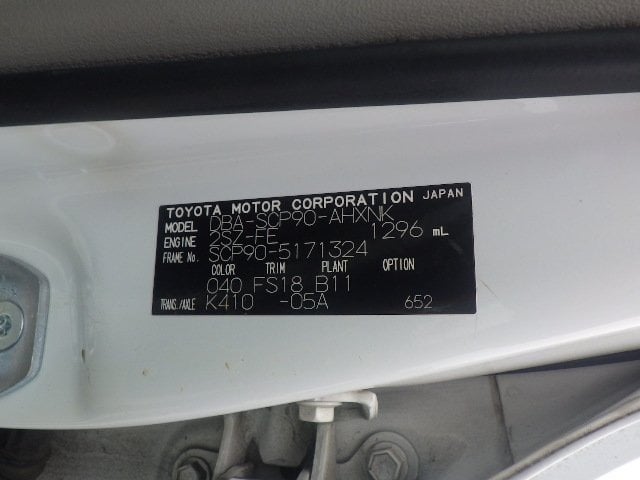 TOYOTA MOTOR CORPORATION JAPAN
MODEL DBA-SCP90-AHXNK
ENGINE 2SZ-FE 1296 mL
FRAME No. SCP90-5171324
COLOR TRIM PLANT OPTION
040 FS18 B11
TRANS./AXLE K410 -05A 652